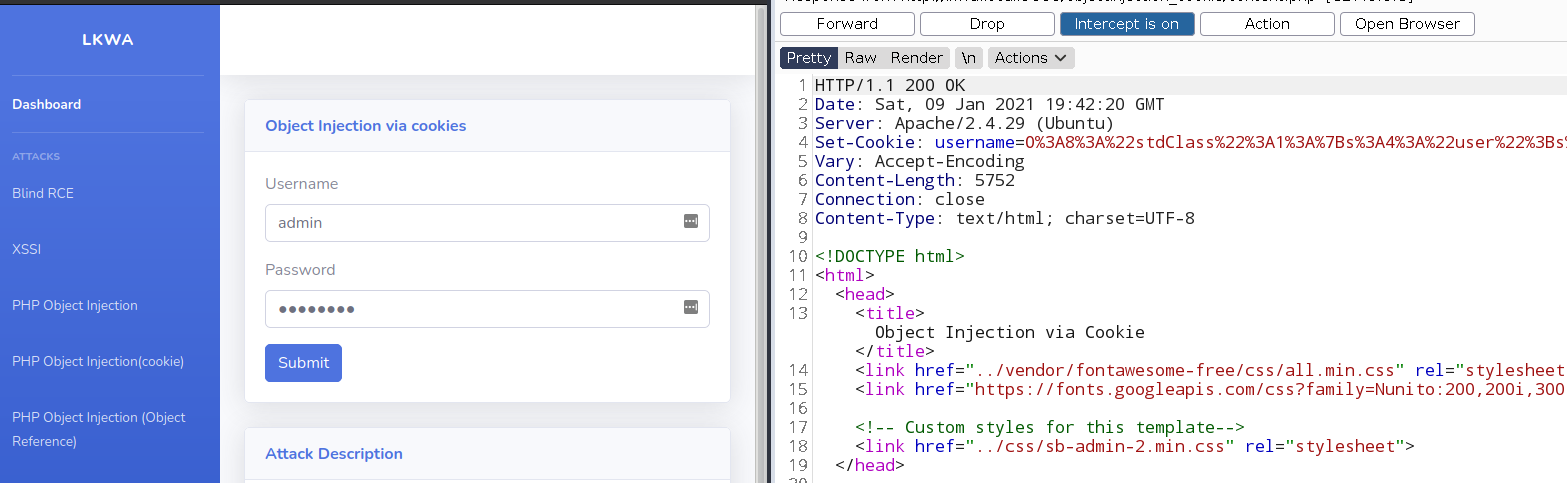 LKWA
Dashboard
ATTACKS
Blind RCE
XSSI
PHP Object Injection
PHP Object Injection(cookie)
PHP Object Injection (Object
Reference)
Object Injection via cookies
Username
admin
Password
Submit
Attack Description
Forward Drop Intercept is on Action Open Browser
Pretty Raw Render \n Actions
1 HTTP/1.1 200 OK
2 Date: Sat, 09 Jan 2021 19:42:20 GMT
3 Server: Apache/2.4.29 (Ubuntu)
4 Set-Cookie: username=O%3A8%3A%22stdClass%22%3A1%3A%7Bs%3A4%3A%22user%22%3Bs%
5 Vary: Accept-Encoding
6 Content-Length: 5752
7 Connection: close
8 Content-Type: text/html; charset=UTF-8
9
10 <!DOCTYPE html>
11 <html>
12 <head>
13 <title>
Object Injection via Cookie
</title>
14 <link href="../vendor/fontawesome-free/css/all.min.css" rel="stylesheet
15 <link href="https://fonts.googleapis.com/css?family=Nunito:200,200i,300
16
17 <!-- Custom styles for this template-->
18 <link href="../css/sb-admin-2.min.css" rel="stylesheet">
19 </head>